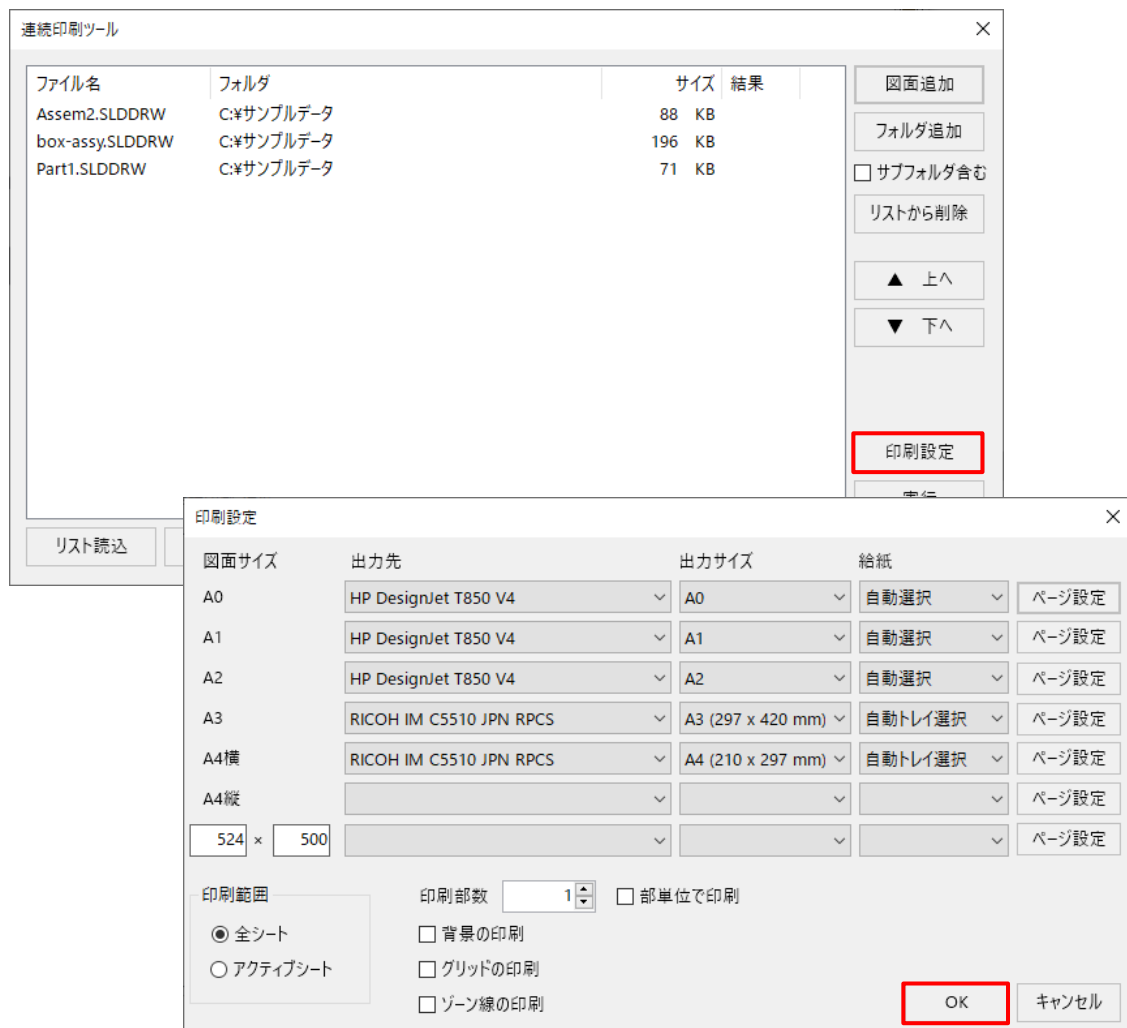 連続印刷ツール
ファイル名 フォルダ サイズ 結果
Assem2.SLDDRW C:¥サンプルデータ 88 KB
box-assy.SLDDRW C:¥サンプルデータ 196 KB
Part1.SLDDRW C:¥サンプルデータ 71 KB
図面追加
フォルダ追加
サブフォルダ含む
リストから削除
▲ 上へ
▼ 下へ
印刷設定
リスト読込
印刷設定
図面サイズ 出力先 出力サイズ 給紙
A0 HP DesignJet T850 V4 A0 自動選択 ページ設定
A1 HP DesignJet T850 V4 A1 自動選択 ページ設定
A2 HP DesignJet T850 V4 A2 自動選択 ページ設定
A3 RICOH IM C5510 JPN RPCS A3 (297 x 420 mm) 自動トレイ選択 ページ設定
A4横 RICOH IM C5510 JPN RPCS A4 (210 x 297 mm) 自動トレイ選択 ページ設定
A4縦 ページ設定
524 × 500 ページ設定
印刷範囲 印刷部数 1 部単位で印刷
全シート 背景の印刷
アクティブシート グリッドの印刷
ゾーン線の印刷
OK キャンセル